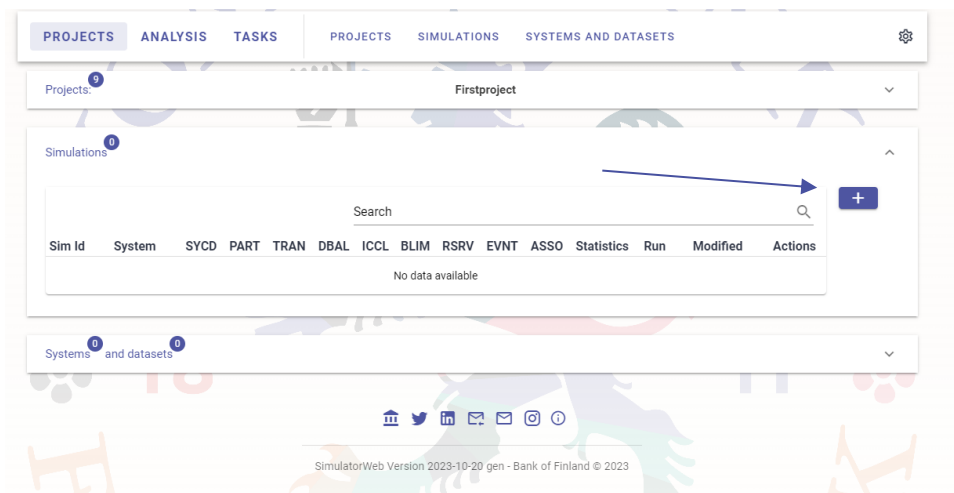 PROJECTS ANALYSIS TASKS PROJECTS SIMULATIONS SYSTEMS AND DATASETS
Projects: 9 Firstproject
Simulations 0
Search
Sim Id System SYCD PART TRAN DBAL ICCL BLIM RSRV EVNT ASSO Statistics Run Modified Actions
No data available
Systems 0 and datasets 0
18 11
SimulatorWeb Version 2023-10-20 gen - Bank of Finland © 2023